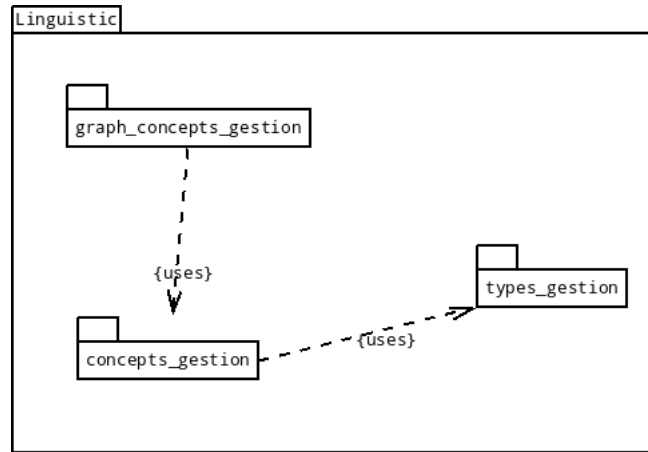 Linguistic
graph_concepts_gestion
{uses}
types_gestion
{uses}
concepts_gestion